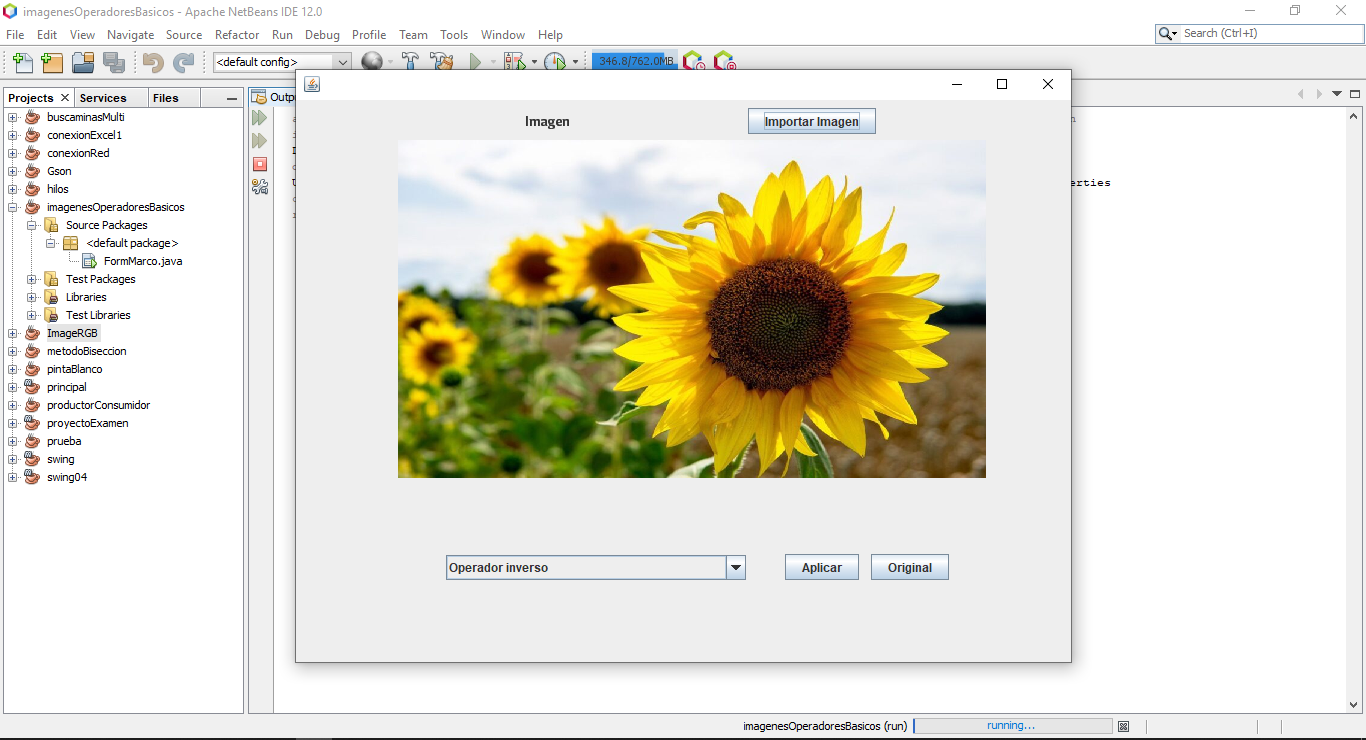 imagenesOperadoresBasicos - Apache NetBeans IDE 12.0
File Edit View Navigate Source Refactor Run Debug Profile Team Tools Window Help
Search (Ctrl+I)
<default config>
346.8/762.0MB
Projects Services Files
Outp
buscaminasMulti
conexionExcel1
conexionRed
Gson
hilos
imagenesOperadoresBasicos
Source Packages
<default package>
FormMarco.java
Test Packages
Libraries
Test Libraries
ImageRGB
metodoBiseccion
pintaBlanco
principal
productorConsumidor
proyectoExamen
prueba
swing
swing04
Imagen
Importar Imagen
erties
Operador inverso
Aplicar
Original
imagenesOperadoresBasicos (run)
running...